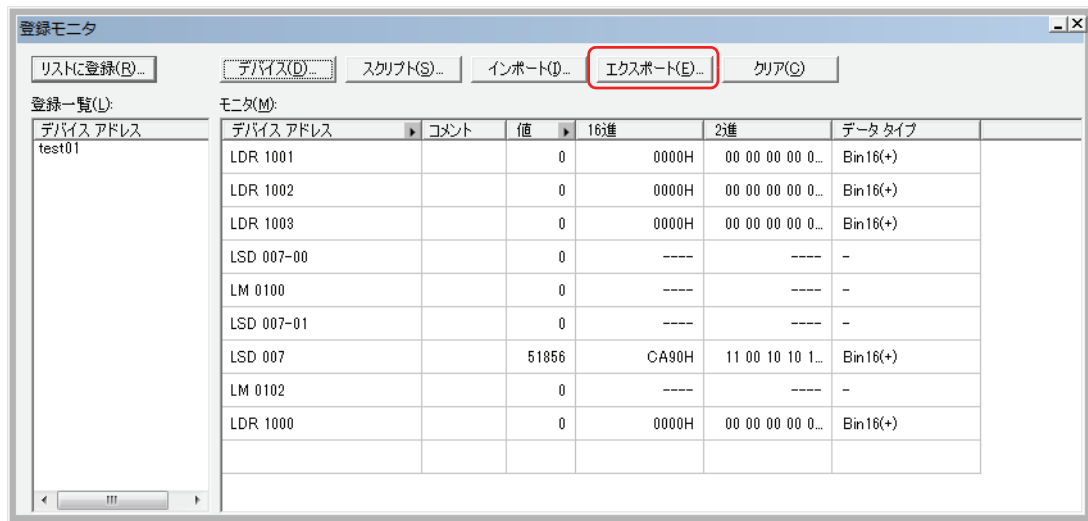 登録モニタ
リストに登録(R)... デバイス(D)... スクリプト(S)... インポート(I)... エクスポート(E)... クリア(C)
登録一覧(L): モニタ(M):
デバイス アドレス
test01
デバイス アドレス コメント 値 16進 2進 データ タイプ
LDR 1001 0 0000H 00 00 00 00 0... Bin16(+)
LDR 1002 0 0000H 00 00 00 00 0... Bin16(+)
LDR 1003 0 0000H 00 00 00 00 0... Bin16(+)
LSD 007-00 0 ---- ---- -
LM 0100 0 ---- ---- -
LSD 007-01 0 ---- ---- -
LSD 007 51856 CA90H 11 00 10 10 1... Bin16(+)
LM 0102 0 ---- ---- -
LDR 1000 0 0000H 00 00 00 00 0... Bin16(+)